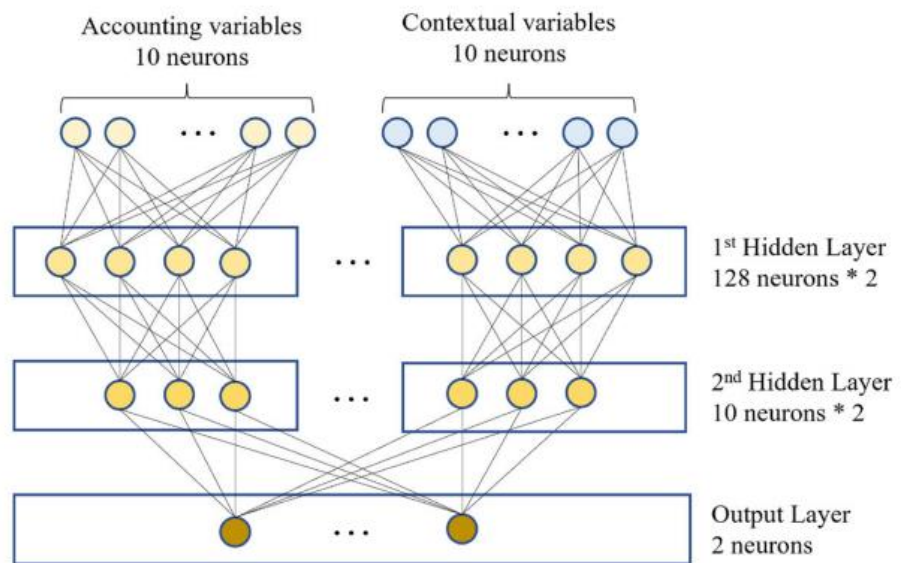 Accounting variables
10 neurons
Contextual variables
10 neurons
...
...
...
1st Hidden Layer
128 neurons * 2
...
2nd Hidden Layer
10 neurons * 2
...
Output Layer
2 neurons